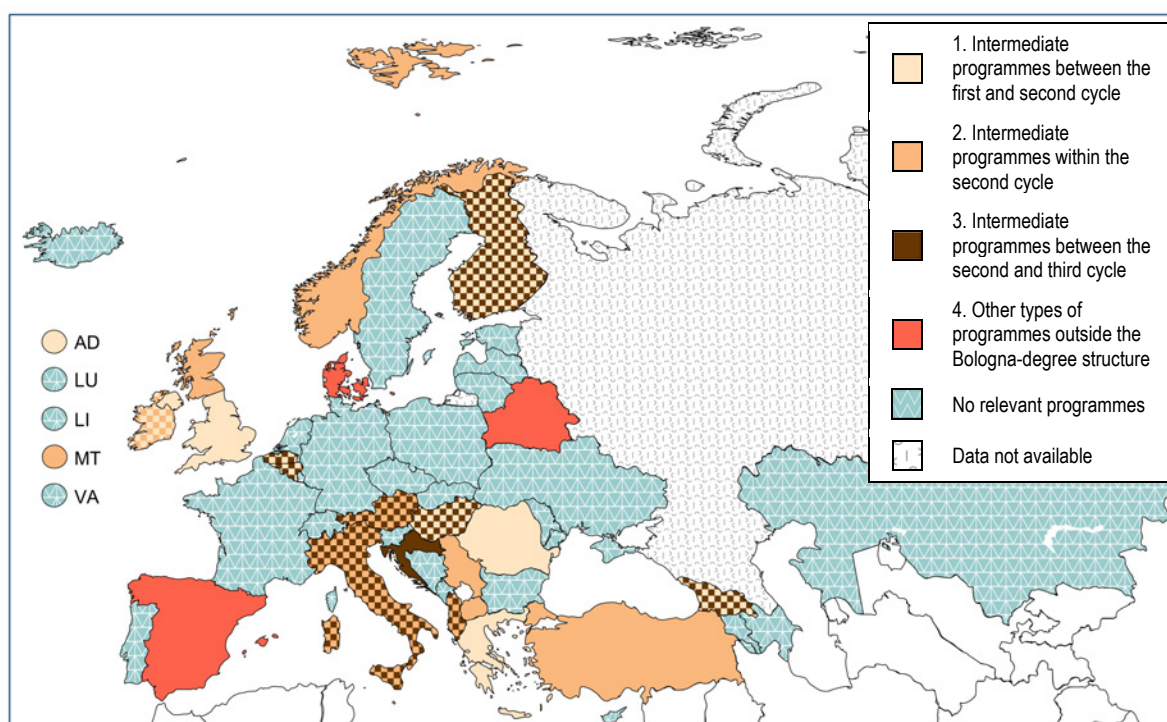 1. Intermediate
programmes between the
first and second cycle
2. Intermediate
programmes within the
second cycle
3. Intermediate
programmes between the
second and third cycle
4. Other types of
programmes outside the
Bologna-degree structure
No relevant programmes
Data not available
AD
LU
LI
MT
VA